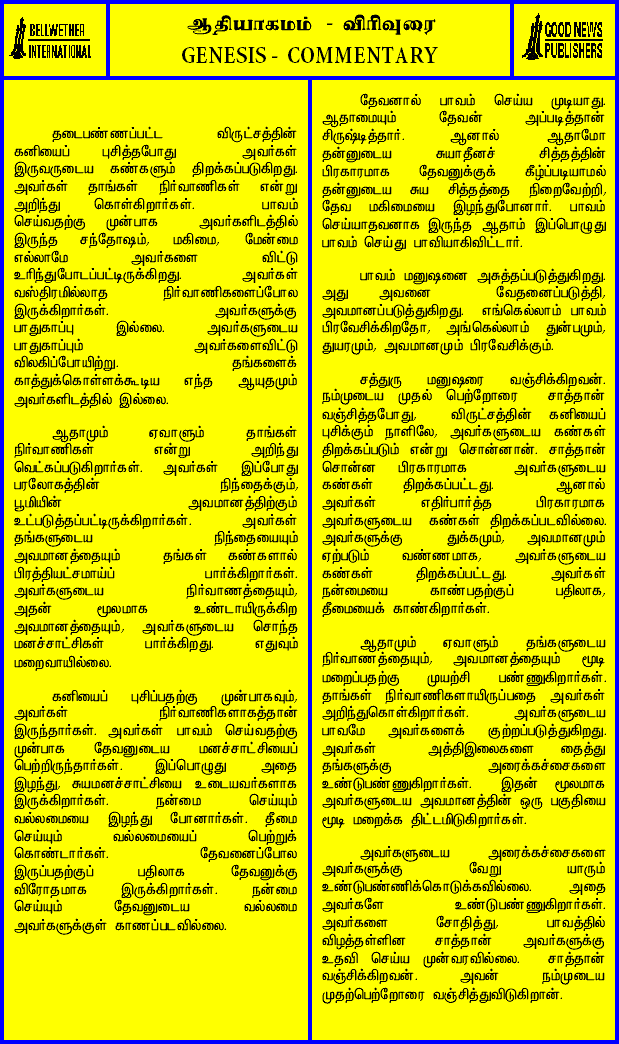 BELLWETHER
INTERNATIONAL
ஆதியாகமம் - விரிவுரை
GENESIS - COMMENTARY
GOOD NEWS
PUBLISHERS
தடைபண்ணப்பட்ட விருட்சத்தின்
கனியைப் புசித்தபோது அவர்கள்
இருவருடைய கண்களும் திறக்கப்படுகிறது.
அவர்கள் தாங்கள் நிர்வாணிகள் என்று
அறிந்து கொள்கிறார்கள். பாவம்
செய்வதற்கு முன்பாக அவர்களிடத்தில்
இருந்த சந்தோஷம், மகிமை, மேன்மை
எல்லாமே அவர்களை விட்டு
உரிந்துபோடப்பட்டிருக்கிறது. அவர்கள்
வஸ்திரமில்லாத நிர்வாணிகளைப்போல
இருக்கிறார்கள். அவர்களுக்கு
பாதுகாப்பு இல்லை. அவர்களுடைய
பாதுகாப்பும் அவர்களைவிட்டு
விலகிப்போயிற்று. தங்களைக்
காத்துக்கொள்ளக்கூடிய எந்த ஆயுதமும்
அவர்களிடத்தில் இல்லை.
ஆதாமும் ஏவாளும் தாங்கள்
நிர்வாணிகள் என்று அறிந்து
வெட்கப்படுகிறார்கள். அவர்கள் இப்போது
பரலோகத்தின் நிந்தைக்கும்,
பூமியின் அவமானத்திற்கும்
உட்படுத்தப்பட்டிருக்கிறார்கள். அவர்கள்
தங்களுடைய நிந்தையையும்
அவமானத்தையும் தங்கள் கண்களால்
பிரத்தியட்சமாய்ப் பார்க்கிறார்கள்.
அவர்களுடைய நிர்வாணத்தையும்,
அதன் மூலமாக உண்டாயிருக்கிற
அவமானத்தையும், அவர்களுடைய சொந்த
மனச்சாட்சிகள் பார்க்கிறது. எதுவும்
மறைவாயில்லை.
கனியைப் புசிப்பதற்கு முன்பாகவும்,
அவர்கள் நிர்வாணிகளாகத்தான்
இருந்தார்கள். அவர்கள் பாவம் செய்வதற்கு
முன்பாக தேவனுடைய மனச்சாட்சியைப்
பெற்றிருந்தார்கள். இப்பொழுது அதை
இழந்து, சுயமனச்சாட்சியை உடையவர்களாக
இருக்கிறார்கள். நன்மை செய்யும்
வல்லமையை இழந்து போனார்கள். தீமை
செய்யும் வல்லமையைப் பெற்றுக்
கொண்டார்கள். தேவனைப்போல
இருப்பதற்குப் பதிலாக தேவனுக்கு
விரோதமாக இருக்கிறார்கள். நன்மை
செய்யும் தேவனுடைய வல்லமை
அவர்களுக்குள் காணப்படவில்லை.
தேவனால் பாவம் செய்ய முடியாது.
ஆதாமையும் தேவன் அப்படித்தான்
சிருஷ்டித்தார். ஆனால் ஆதாமோ
தன்னுடைய சுயாதீனச் சித்தத்தின்
பிரகாரமாக தேவனுக்குக் கீழ்ப்படியாமல்
தன்னுடைய சுய சித்தத்தை நிறைவேற்றி,
தேவ மகிமையை இழந்துபோனார். பாவம்
செய்யாதவனாக இருந்த ஆதாம் இப்பொழுது
பாவம் செய்து பாவியாகிவிட்டார்.
பாவம் மனுஷனை அசுத்தப்படுத்துகிறது.
அது அவனை வேதனைப்படுத்தி,
அவமானப்படுத்துகிறது. எங்கெல்லாம் பாவம்
பிரவேசிக்கிறதோ, அங்கெல்லாம் துன்பமும்,
துயரமும், அவமானமும் பிரவேசிக்கும்.
சத்துரு மனுஷரை வஞ்சிக்கிறவன்.
நம்முடைய முதல் பெற்றோரை சாத்தான்
வஞ்சித்தபோது, விருட்சத்தின் கனியைப்
புசிக்கும் நாளிலே, அவர்களுடைய கண்கள்
திறக்கப்படும் என்று சொன்னான். சாத்தான்
சொன்ன பிரகாரமாக அவர்களுடைய
கண்கள் திறக்கப்பட்டது. ஆனால்
அவர்கள் எதிர்பார்த்த பிரகாரமாக
அவர்களுடைய கண்கள் திறக்கப்படவில்லை.
அவர்களுக்கு துக்கமும், அவமானமும்
ஏற்படும் வண்ணமாக, அவர்களுடைய
கண்கள் திறக்கப்பட்டது. அவர்கள்
நன்மையை காண்பதற்குப் பதிலாக,
தீமையைக் காண்கிறார்கள்.
ஆதாமும் ஏவாளும் தங்களுடைய
நிர்வாணத்தையும், அவமானத்தையும் மூடி
மறைப்பதற்கு முயற்சி பண்ணுகிறார்கள்.
தாங்கள் நிர்வாணிகளாயிருப்பதை அவர்கள்
அறிந்துகொள்கிறார்கள். அவர்களுடைய
பாவமே அவர்களைக் குற்றப்படுத்துகிறது.
அவர்கள் அத்திஇலைகளை தைத்து
தங்களுக்கு அரைக்கச்சைகளை
உண்டுபண்ணுகிறார்கள். இதன் மூலமாக
அவர்களுடைய அவமானத்தின் ஒரு பகுதியை
மூடி மறைக்க திட்டமிடுகிறார்கள்.
அவர்களுடைய அரைக்கச்சைகளை
அவர்களுக்கு வேறு யாரும்
உண்டுபண்ணிக்கொடுக்கவில்லை. அதை
அவர்களே உண்டுபண்ணுகிறார்கள்.
அவர்களை சோதித்து, பாவத்தில்
விழத்தள்ளின சாத்தான் அவர்களுக்கு
உதவி செய்ய முன்வரவில்லை. சாத்தான்
வஞ்சிக்கிறவன். அவன் நம்முடைய
முதற்பெற்றோரை வஞ்சித்துவிடுகிறான்.